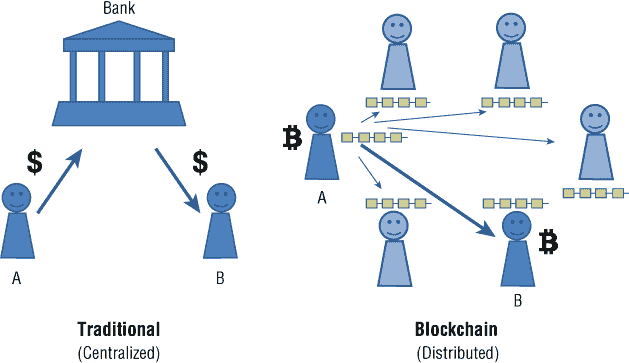 Bank
$
$
A
B
Traditional
(Centralized)
₿
A
₿
B
Blockchain
(Distributed)